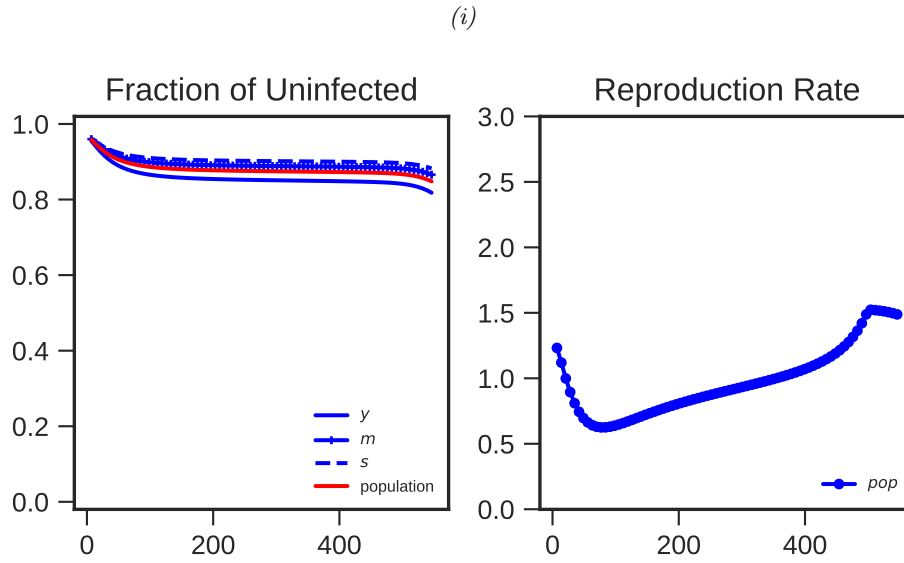 (i)
Fraction of Uninfected
1.0
0.8
0.6
0.4
0.2
0.0
0 200 400
y
m
s
population
Reproduction Rate
3.0
2.5
2.0
1.5
1.0
0.5
0.0
0 200 400
pop